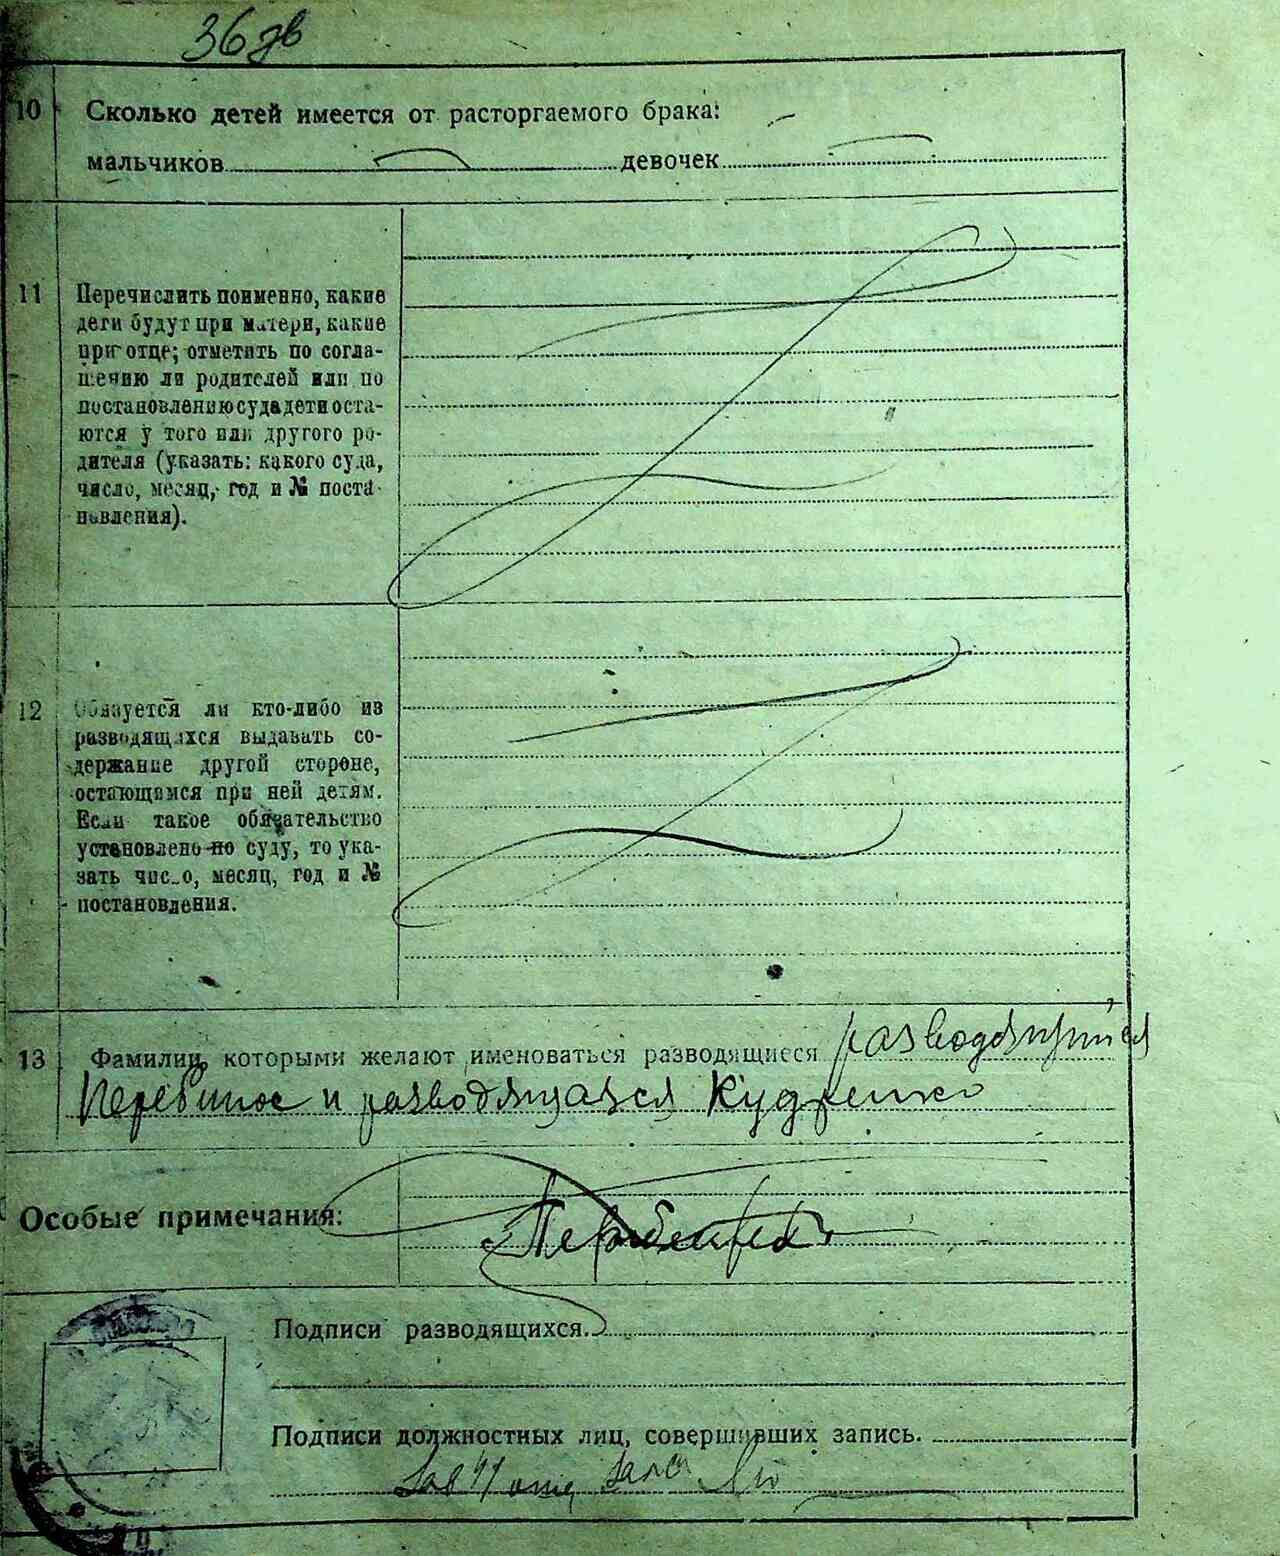 36
10 Сколько детей имеется от расторгаемого брака:
мальчиков — девочек —
11 Перечислить поименно, какие
дети будут при матери, какие
при отце; отметить по согла-
шению ли родителей или по
постановлению суда дети оста-
ются у того или другого ро-
дителя (указать: какого суда,
число, месяц, год и № поста-
новления).
12 Обязуется ли кто-либо из
разводящихся выдавать со-
держание другой стороне,
остающимся при ней детям.
Если такое обязательство
установлено по суду, то ука-
зать число, месяц, год и №
постановления.
13 Фамилии, которыми желают именоваться разводящиеся разводящийся
и разводящаяся Кудренко
Особые примечания:
Подписи разводящихся.
Подписи должностных лиц, совершивших запись.